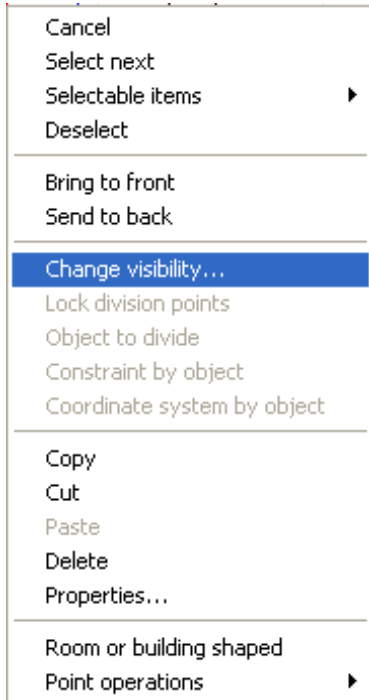 Cancel
Select next
Selectable items
Deselect
Bring to front
Send to back
Change visibility...
Lock division points
Object to divide
Constraint by object
Coordinate system by object
Copy
Cut
Paste
Delete
Properties...
Room or building shaped
Point operations